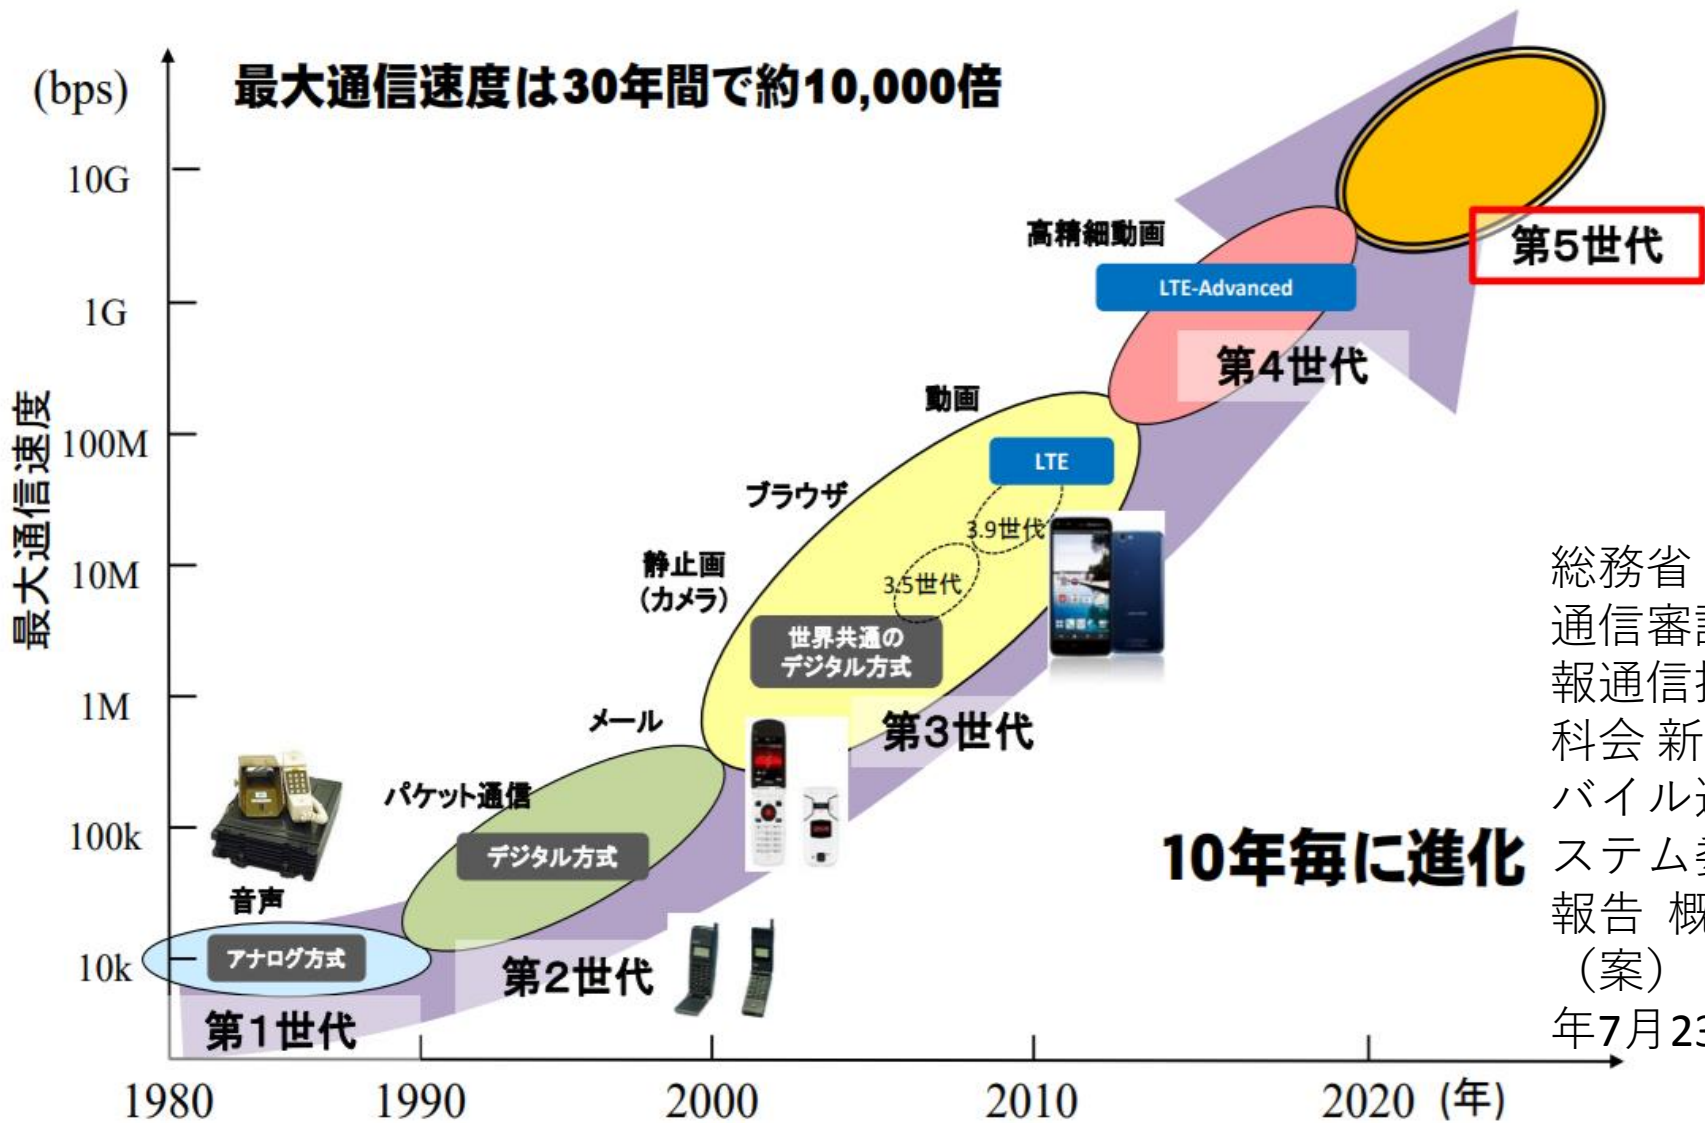 (bps)
最大通信速度は30年間で約10,000倍
10G
1G
100M
10M
1M
100k
10k
最大通信速度
高精細動画
LTE-Advanced
第5世代
第4世代
動画
LTE
ブラウザ
3.9世代
静止画
(カメラ)
3.5世代
世界共通の
デジタル方式
第3世代
メール
パケット通信
デジタル方式
第2世代
音声
アナログ方式
第1世代
10年毎に進化
総務省
通信審
報通信
科会 新
バイル
ステム
報告 概
(案)
年7月23
1980
1990
2000
2010
2020
(年)